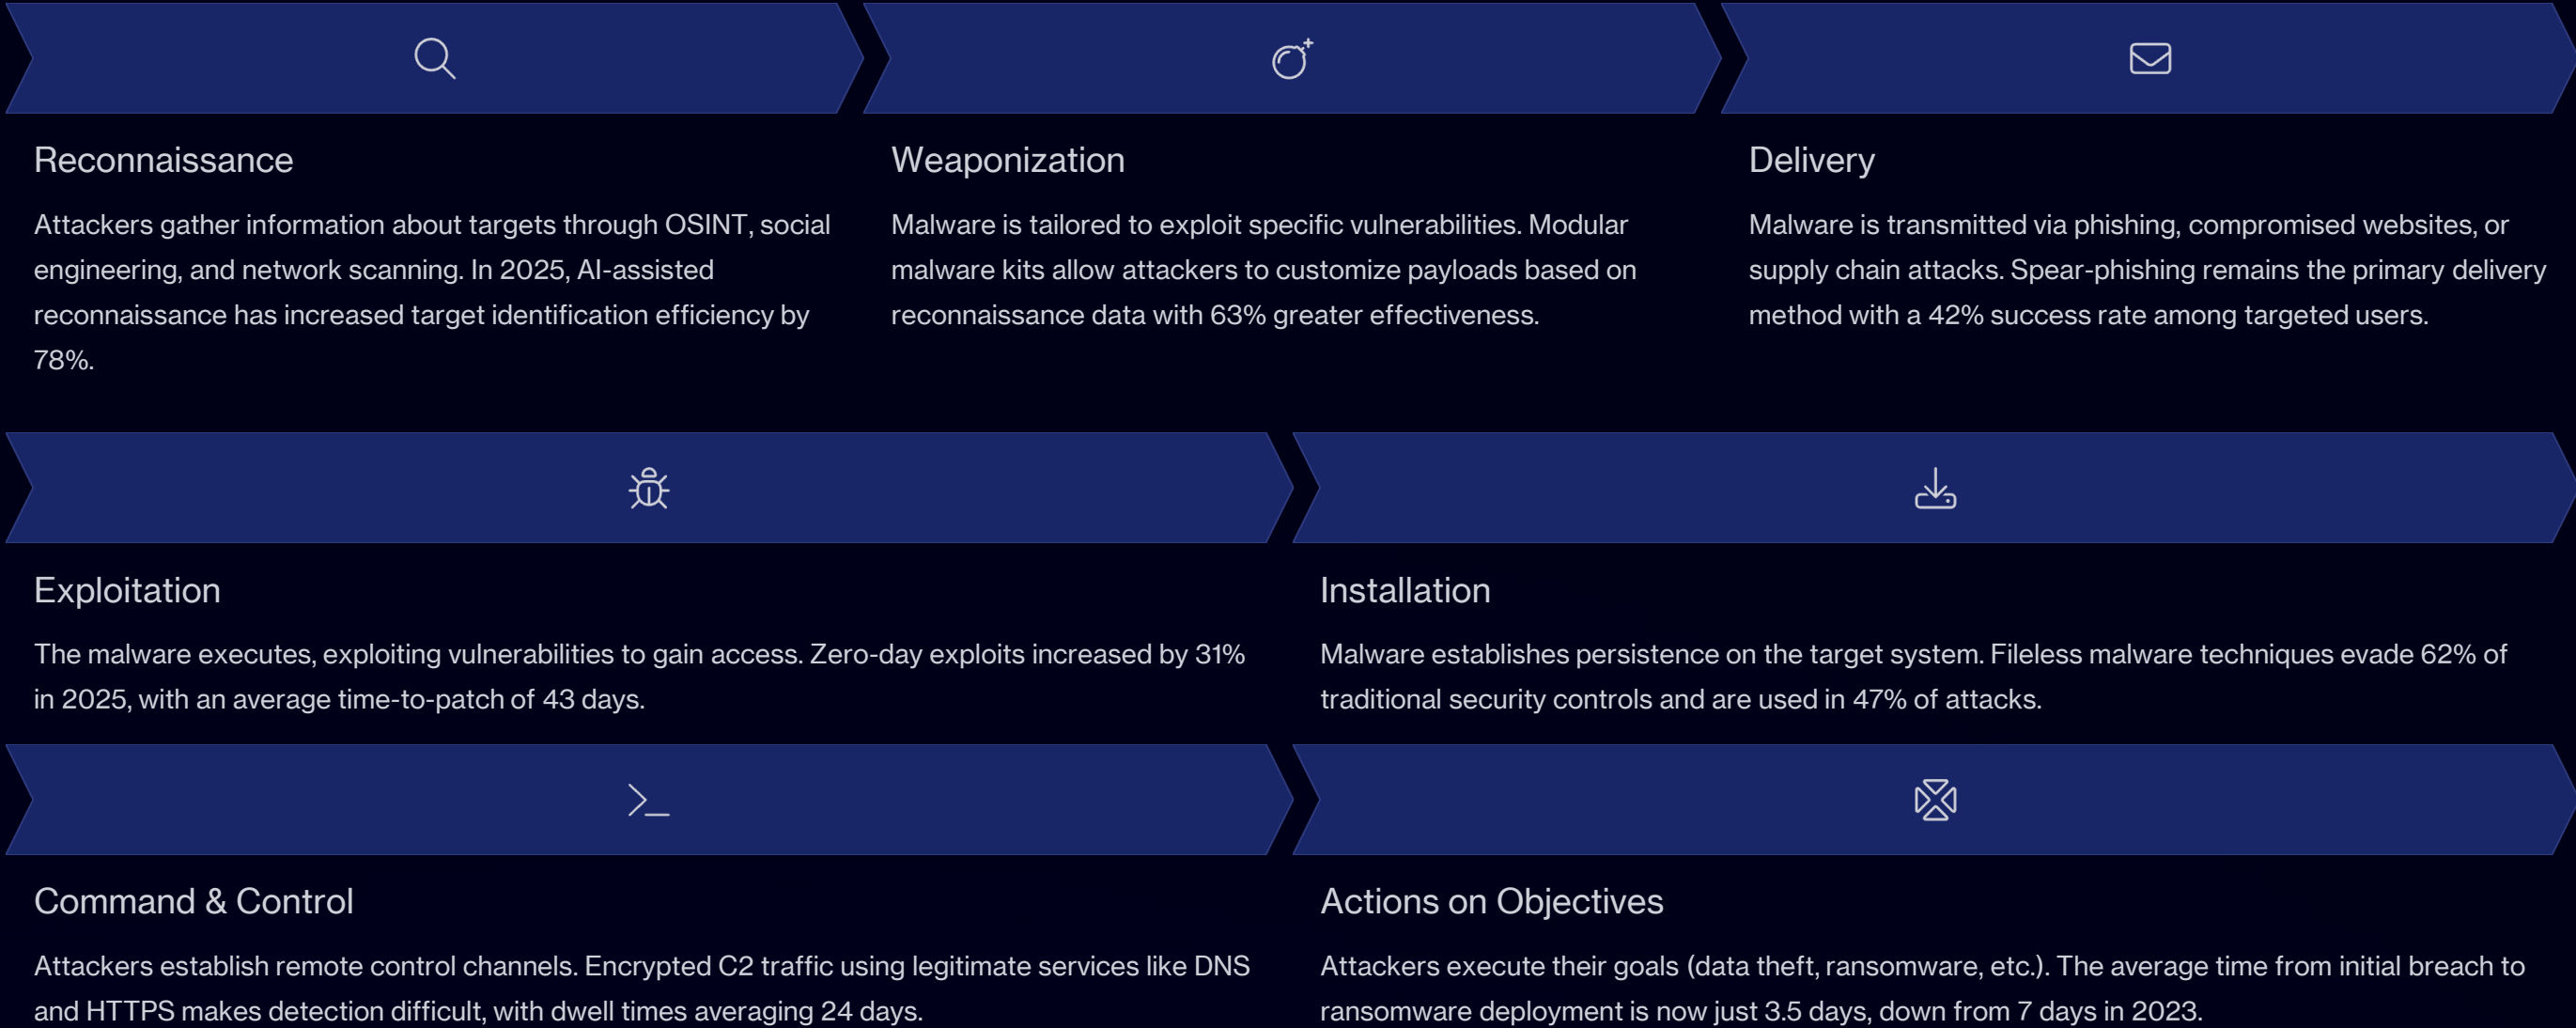 Reconnaissance
Attackers gather information about targets through OSINT, social
engineering, and network scanning. In 2025, AI-assisted
reconnaissance has increased target identification efficiency by
78%.
Weaponization
Malware is tailored to exploit specific vulnerabilities. Modular
malware kits allow attackers to customize payloads based on
reconnaissance data with 63% greater effectiveness.
Delivery
Malware is transmitted via phishing, compromised websites, or
supply chain attacks. Spear-phishing remains the primary delivery
method with a 42% success rate among targeted users.
Exploitation
The malware executes, exploiting vulnerabilities to gain access. Zero-day exploits increased by 31%
in 2025, with an average time-to-patch of 43 days.
Installation
Malware establishes persistence on the target system. Fileless malware techniques evade 62% of
traditional security controls and are used in 47% of attacks.
Command & Control
Attackers establish remote control channels. Encrypted C2 traffic using legitimate services like DNS
and HTTPS makes detection difficult, with dwell times averaging 24 days.
Actions on Objectives
Attackers execute their goals (data theft, ransomware, etc.). The average time from initial breach to
ransomware deployment is now just 3.5 days, down from 7 days in 2023.